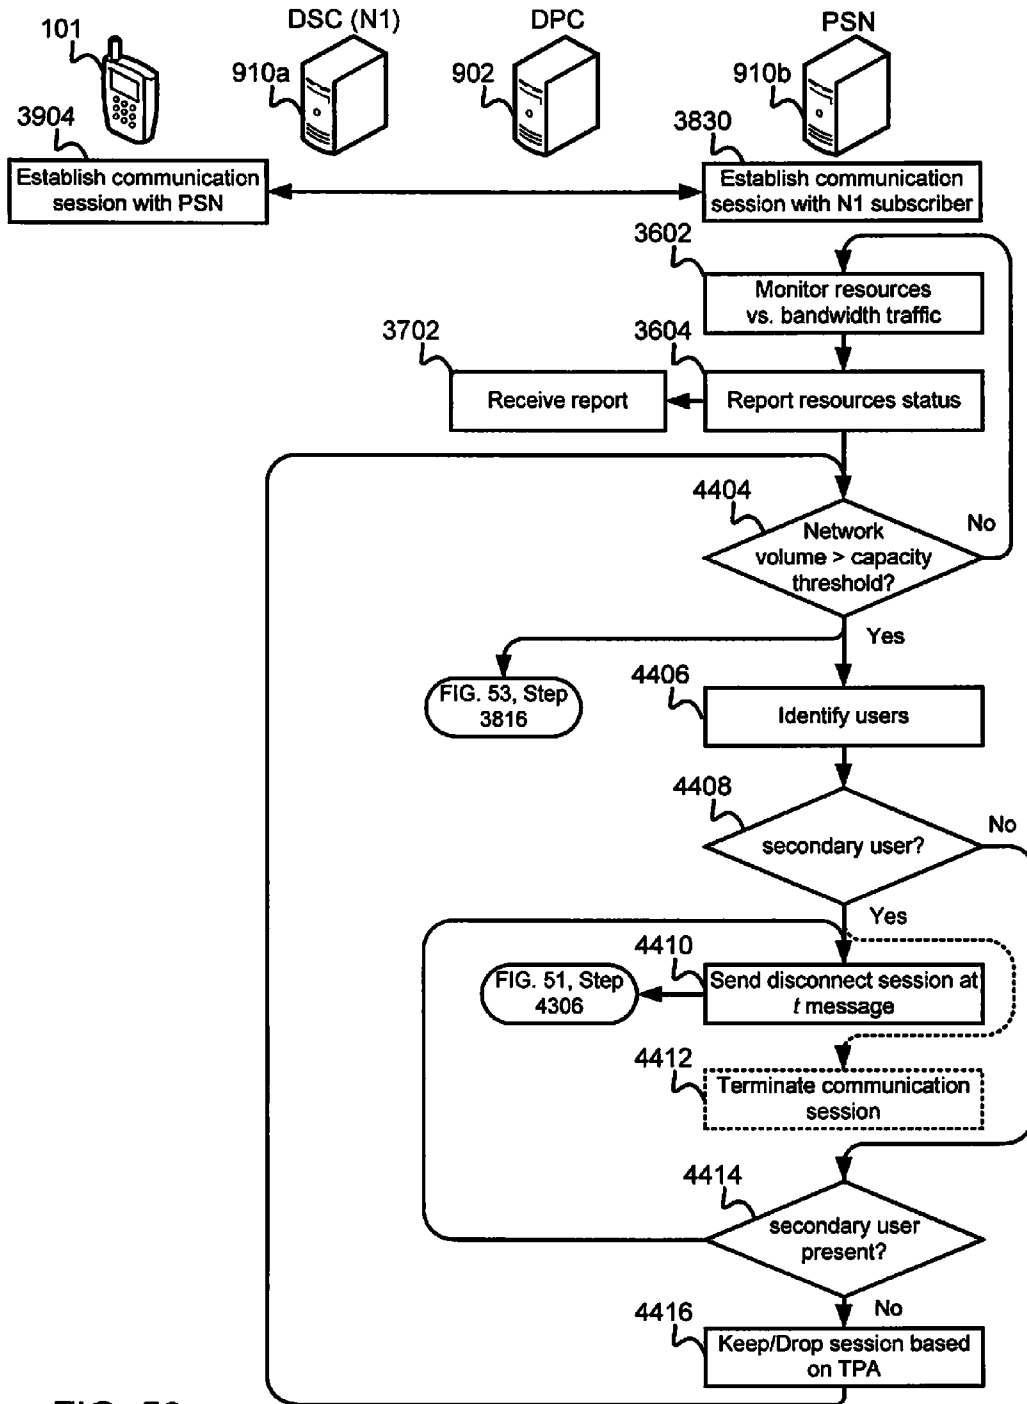 DSC (N1)
DPC
PSN
101
910a
902
910b
3904
3830
Establish communication
session with PSN
Establish communication
session with N1 subscriber
3602
Monitor resources
vs. bandwidth traffic
3702
3604
Receive report
Report resources status
4404
Network
volume > capacity
threshold?
No
Yes
FIG. 53, Step
3816
4406
Identify users
4408
secondary user?
No
Yes
4410
FIG. 51, Step
4306
Send disconnect session at
t message
4412
Terminate communication
session
4414
secondary user
present?
No
4416
Keep/Drop session based
on TPA